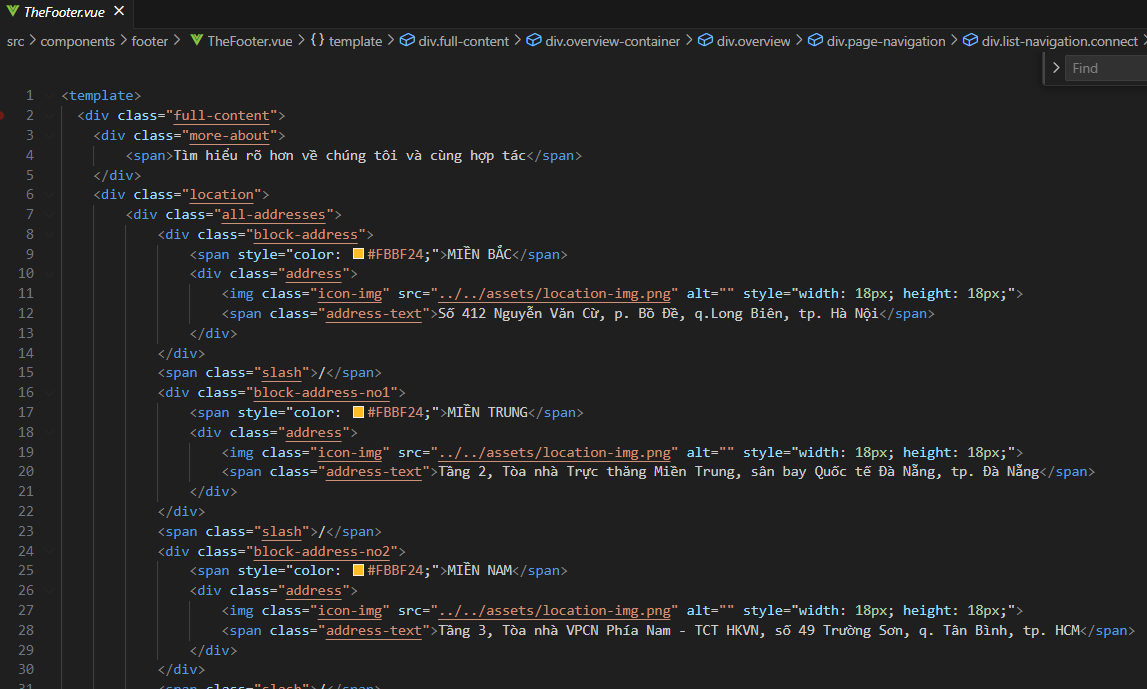 TheFooter.vue
src > components > footer > TheFooter.vue > {} template > div.full-content > div.overview-container > div.overview > div.page-navigation > div.list-navigation.connect >
Find
1 <template>
2 <div class="full-content">
3 <div class="more-about">
4 <span>Tìm hiểu rõ hơn về chúng tôi và cùng hợp tác</span>
5 </div>
6 <div class="location">
7 <div class="all-addresses">
8 <div class="block-address">
9 <span style="color: #FBBF24;">MIỀN BẮC</span>
10 <div class="address">
11 <img class="icon-img" src="../../assets/location-img.png" alt="" style="width: 18px; height: 18px;">
12 <span class="address-text">Số 412 Nguyễn Văn Cừ, p. Bồ Đề, q.Long Biên, tp. Hà Nội</span>
13 </div>
14 </div>
15 <span class="slash">/</span>
16 <div class="block-address-no1">
17 <span style="color: #FBBF24;">MIỀN TRUNG</span>
18 <div class="address">
19 <img class="icon-img" src="../../assets/location-img.png" alt="" style="width: 18px; height: 18px;">
20 <span class="address-text">Tầng 2, Tòa nhà Trực thăng Miền Trung, sân bay Quốc tế Đà Nẵng, tp. Đà Nẵng</span>
21 </div>
22 </div>
23 <span class="slash">/</span>
24 <div class="block-address-no2">
25 <span style="color: #FBBF24;">MIỀN NAM</span>
26 <div class="address">
27 <img class="icon-img" src="../../assets/location-img.png" alt="" style="width: 18px; height: 18px;">
28 <span class="address-text">Tầng 3, Tòa nhà VPCN Phía Nam - TCT HKVN, số 49 Trường Sơn, q. Tân Bình, tp. HCM</span>
29 </div>
30 </div>
31 <span class="slash">/</span>